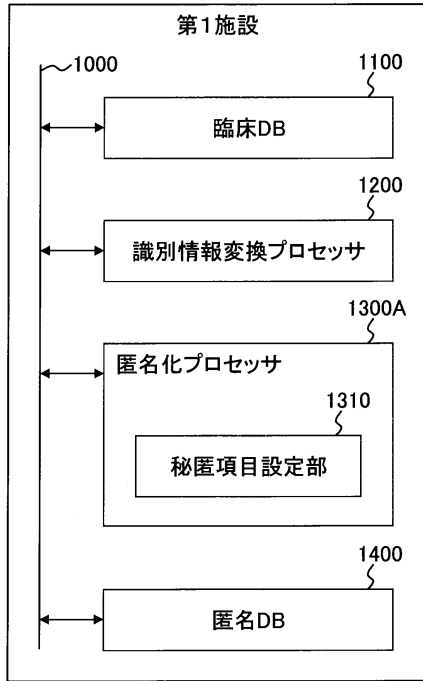 第1施設
1000
1100
臨床DB
1200
識別情報変換プロセッサ
1300A
匿名化プロセッサ
1310
秘匿項目設定部
1400
匿名DB